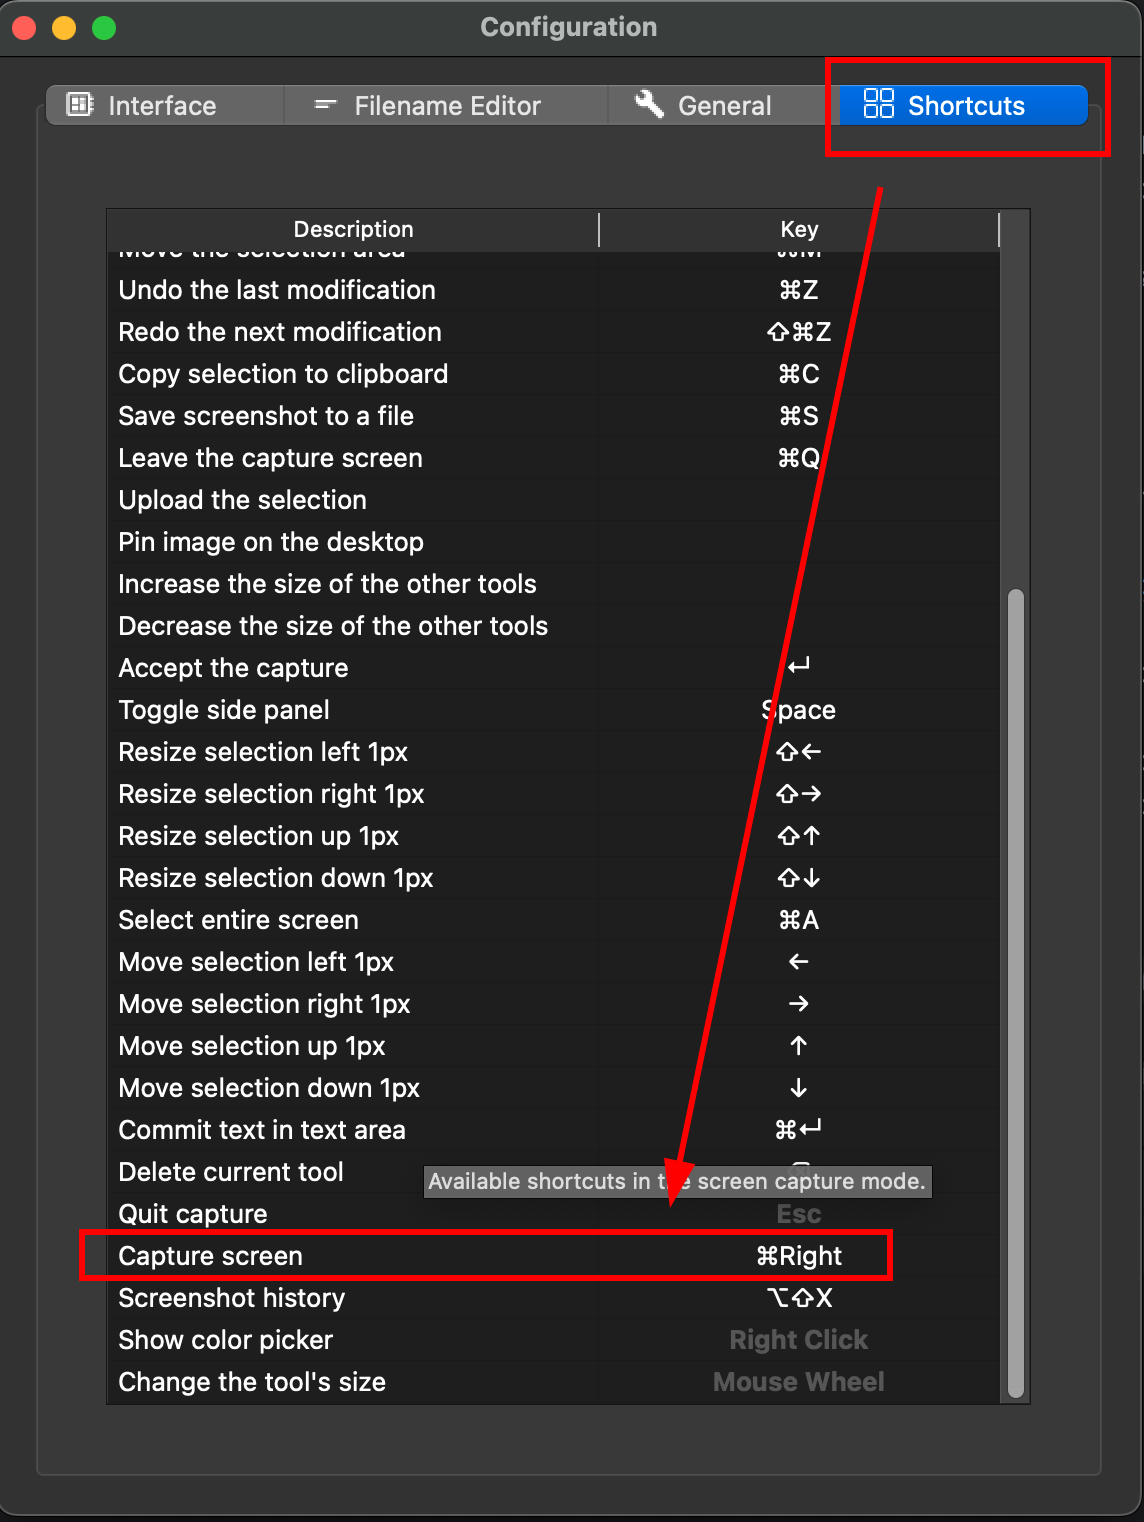 Configuration
Interface Filename Editor General Shortcuts
Description Key
Move the selection area ⌘M
Undo the last modification ⌘Z
Redo the next modification ⇧⌘Z
Copy selection to clipboard ⌘C
Save screenshot to a file ⌘S
Leave the capture screen ⌘Q
Upload the selection
Pin image on the desktop
Increase the size of the other tools
Decrease the size of the other tools
Accept the capture ↵
Toggle side panel Space
Resize selection left 1px ⇧←
Resize selection right 1px ⇧→
Resize selection up 1px ⇧↑
Resize selection down 1px ⇧↓
Select entire screen ⌘A
Move selection left 1px ←
Move selection right 1px →
Move selection up 1px ↑
Move selection down 1px ↓
Commit text in text area ⌘↵
Delete current tool
Available shortcuts in the screen capture mode.
Quit capture Esc
Capture screen ⌘Right
Screenshot history ⌥⇧X
Show color picker Right Click
Change the tool's size Mouse Wheel